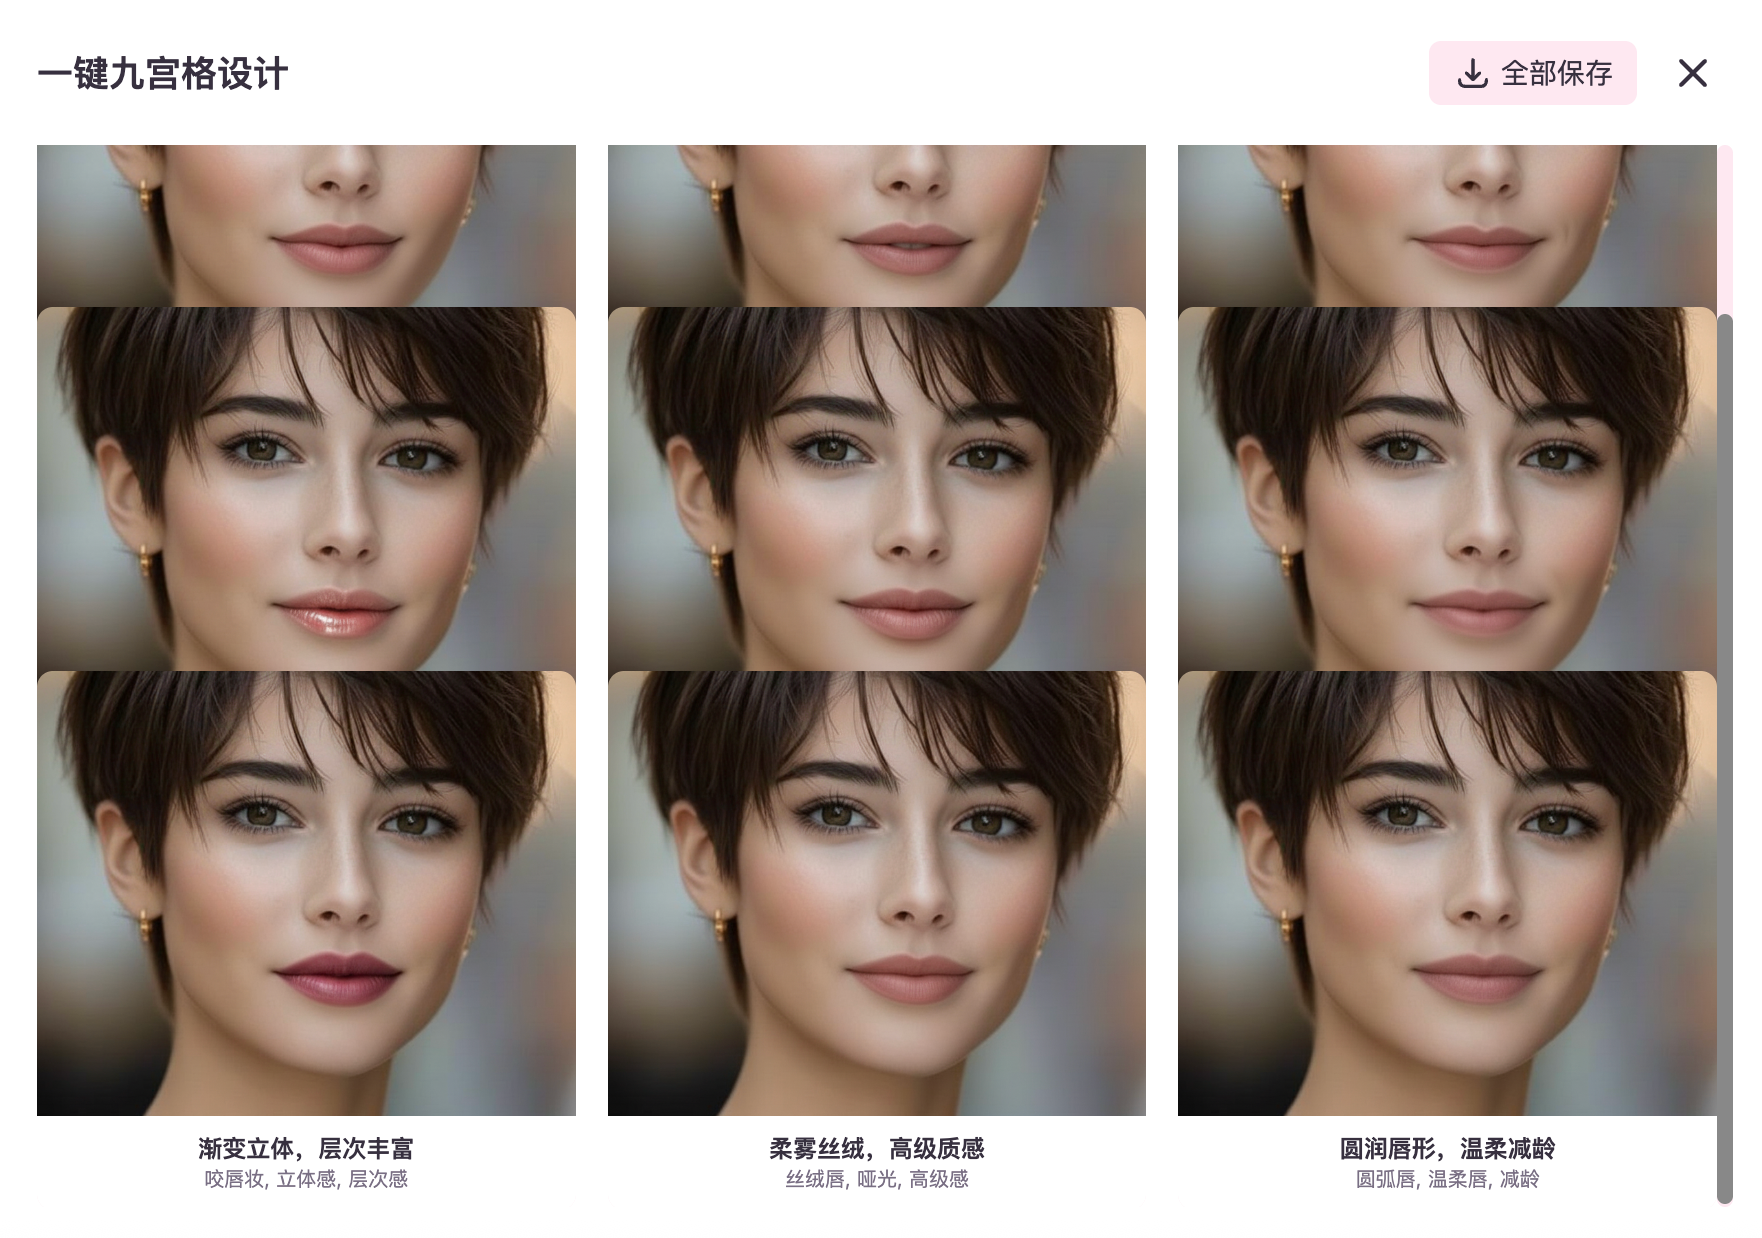 一键九宫格设计
全部保存
渐变立体，层次丰富
咬唇妆, 立体感, 层次感
柔雾丝绒，高级质感
丝绒唇, 哑光, 高级感
圆润唇形，温柔减龄
圆弧唇, 温柔唇, 减龄